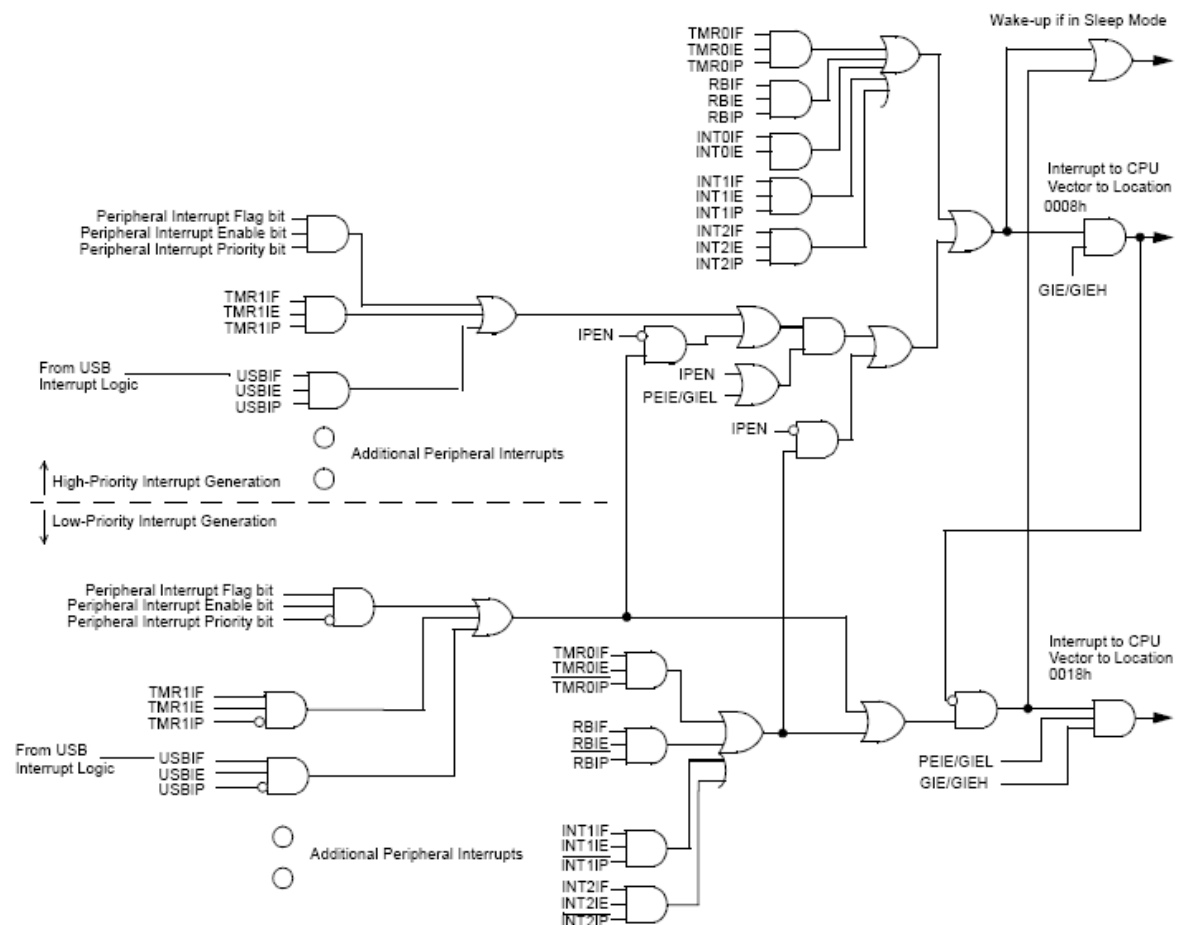 Wake-up if in Sleep Mode
TMR0IF
TMR0IE
TMR0IP
RBIF
RBIE
RBIP
INT0IF
INT0IE
INT1IF
INT1IE
INT1IP
INT2IF
INT2IE
INT2IP
Interrupt to CPU
Vector to Location
0008h
GIE/GIEH
Peripheral Interrupt Flag bit
Peripheral Interrupt Enable bit
Peripheral Interrupt Priority bit
TMR1IF
TMR1IE
TMR1IP
From USB
Interrupt Logic
USBIF
USBIE
USBIP
IPEN
IPEN
PEIE/GIEL
IPEN
Additional Peripheral Interrupts
High-Priority Interrupt Generation
Low-Priority Interrupt Generation
Peripheral Interrupt Flag bit
Peripheral Interrupt Enable bit
Peripheral Interrupt Priority bit
TMR1IF
TMR1IE
TMR1IP
From USB
Interrupt Logic
USBIF
USBIE
USBIP
Additional Peripheral Interrupts
TMR0IF
TMR0IE
TMR0IP
RBIF
RBIE
RBIP
INT1IF
INT1IE
INT1IP
INT2IF
INT2IE
INT2IP
Interrupt to CPU
Vector to Location
0018h
PEIE/GIEL
GIE/GIEH